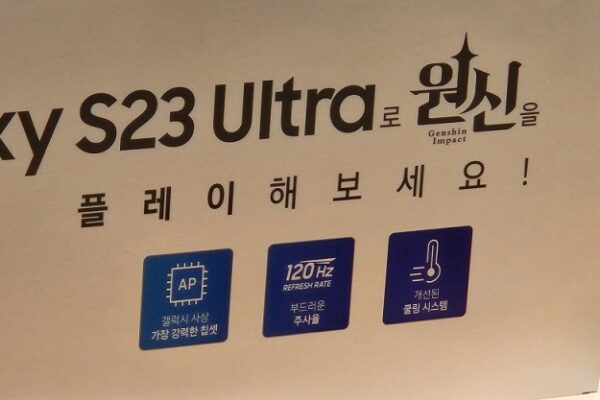 xy S23 Ultra로 원신을
Genshin
Impact
플레이해보세요!
AP
갤럭시 사상
가장 강력한 칩셋
120 Hz
REFRESH RATE
부드러운
주사율
개선된
쿨링 시스템